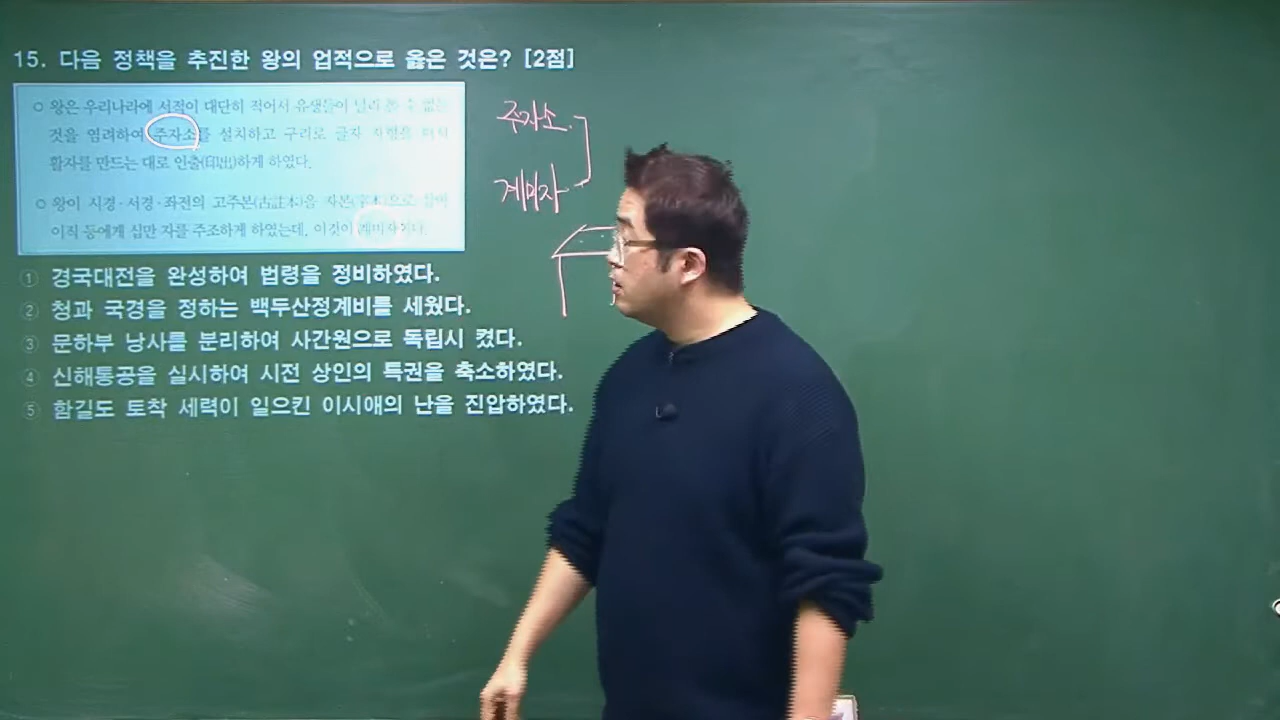 15. 다음 정책을 추진한 왕의 업적으로 옳은 것은? [2점]
○ 왕은 우리나라에 서적이 대단히 적어서 유생들이 널리 볼 수 없는
것을 염려하여 주자소를 설치하고 구리로 글자 자형을 떠서
활자를 만드는 대로 인출(印出)하게 하였다.
○ 왕이 시경·서경·좌전의 고주본(古註本)을 자본(字本)으로 삼아
이직 등에게 십만 자를 주조하게 하였는데, 이것이 계미자이다.
① 경국대전을 완성하여 법령을 정비하였다.
② 청과 국경을 정하는 백두산정계비를 세웠다.
③ 문하부 낭사를 분리하여 사간원으로 독립시 켰다.
④ 신해통공을 실시하여 시전 상인의 특권을 축소하였다.
⑤ 함길도 토착 세력이 일으킨 이시애의 난을 진압하였다.
주자소
계미자